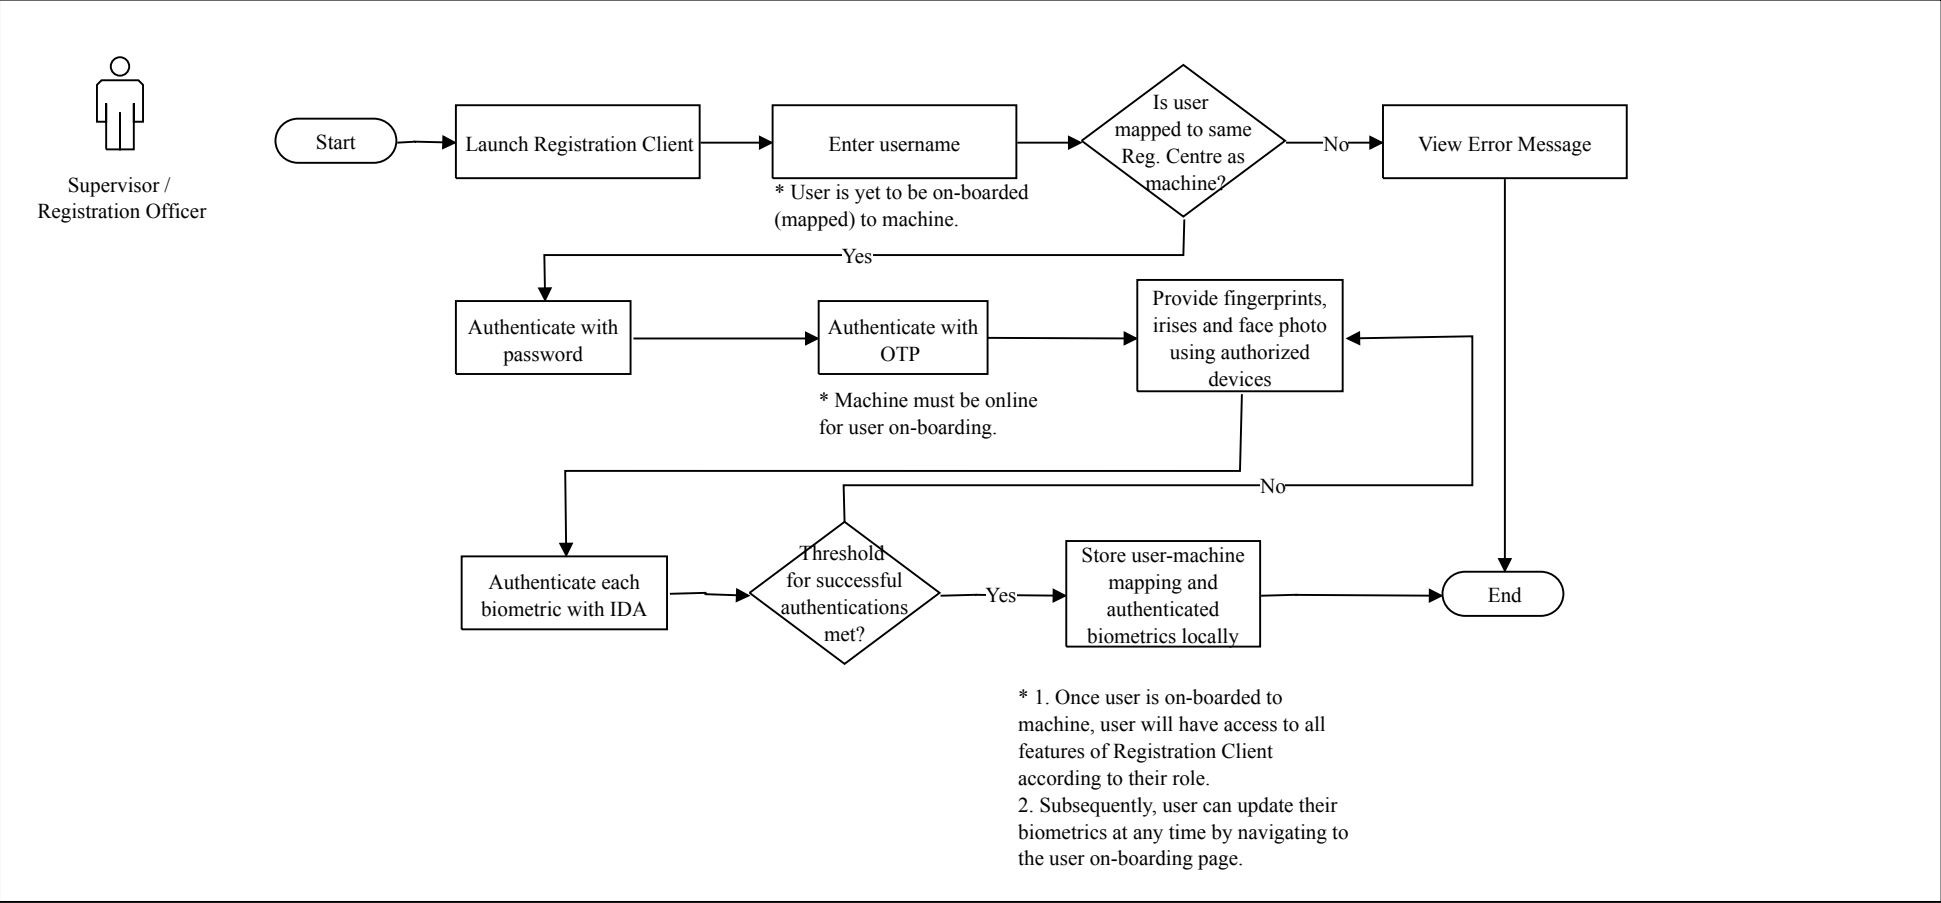 Supervisor /
Registration Officer
Start
Launch Registration Client
Enter username
* User is yet to be on-boarded
(mapped) to machine.
Is user
mapped to same
Reg. Centre as
machine?
No
View Error Message
Yes
Authenticate with
password
Authenticate with
OTP
* Machine must be online
for user on-boarding.
Provide fingerprints,
irises and face photo
using authorized
devices
No
Authenticate each
biometric with IDA
Threshold
for successful
authentications
met?
Yes
Store user-machine
mapping and
authenticated
biometrics locally
End
* 1. Once user is on-boarded to
machine, user will have access to all
features of Registration Client
according to their role.
2. Subsequently, user can update their
biometrics at any time by navigating to
the user on-boarding page.